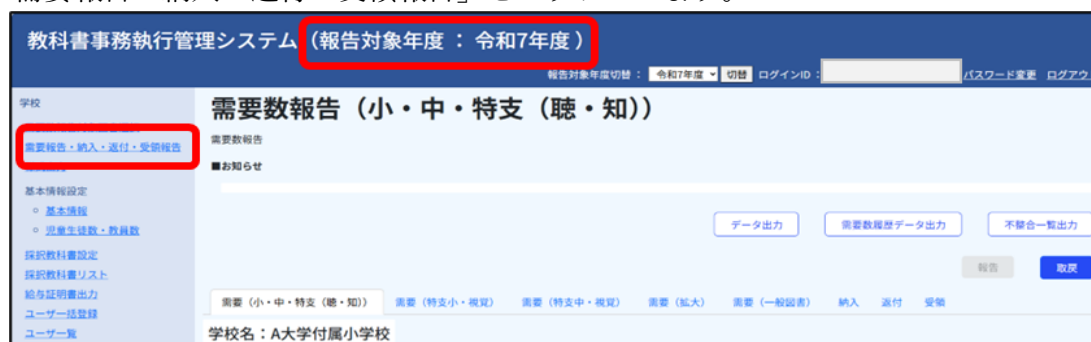 教科書事務執行管理システム（報告対象年度 ： 令和7年度 ）
報告対象年度切替 ： 令和7年度 切替 ログインID ： パスワード変更 ログアウ
学校
需要報告・納入・返付・受領報告
基本情報設定
基本情報
児童生徒数・教員数
採択教科書設定
採択教科書リスト
給与証明書出力
ユーザー括登録
ユーザ一覧
需要数報告（小・中・特支（聴・知））
需要数報告
■お知らせ
データ出力 需要数履歴データ出力 不整合一覧出力
報告 取戻
需要（小・中・特支（聴・知）） 需要（特支小・視覚） 需要（特支中・視覚） 需要（拡大） 需要（一般図書） 納入 返付 受領
学校名：A大学付属小学校